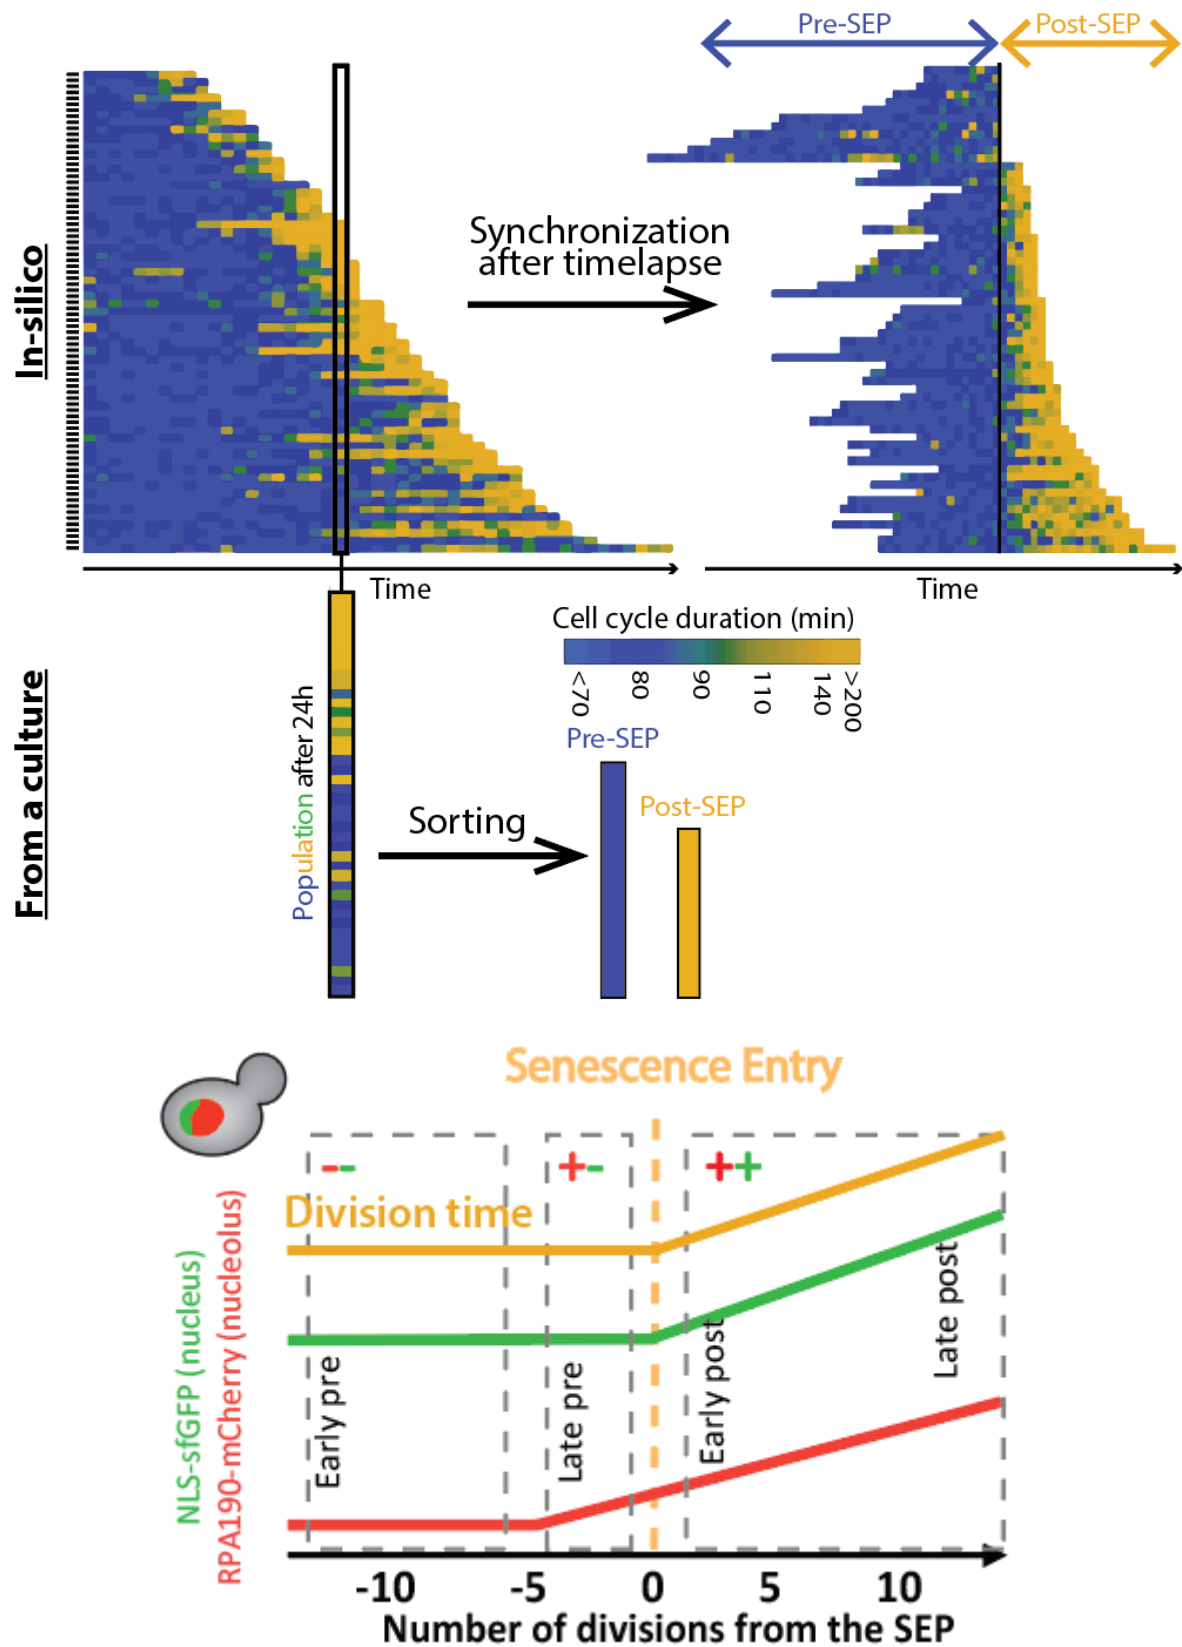 Pre-SEP
Post-SEP
In-silico
Synchronization
after timelapse
Time
Time
Cell cycle duration (min)
<70
80
90
110
140
>200
From a culture
Population after 24h
Sorting
Pre-SEP
Post-SEP
Senescence Entry
--
+-
++
Division time
NLS-sfGFP (nucleus)
RPA190-mCherry (nucleolus)
Early pre
Late pre
Early post
Late post
-10
-5
0
5
10
Number of divisions from the SEP